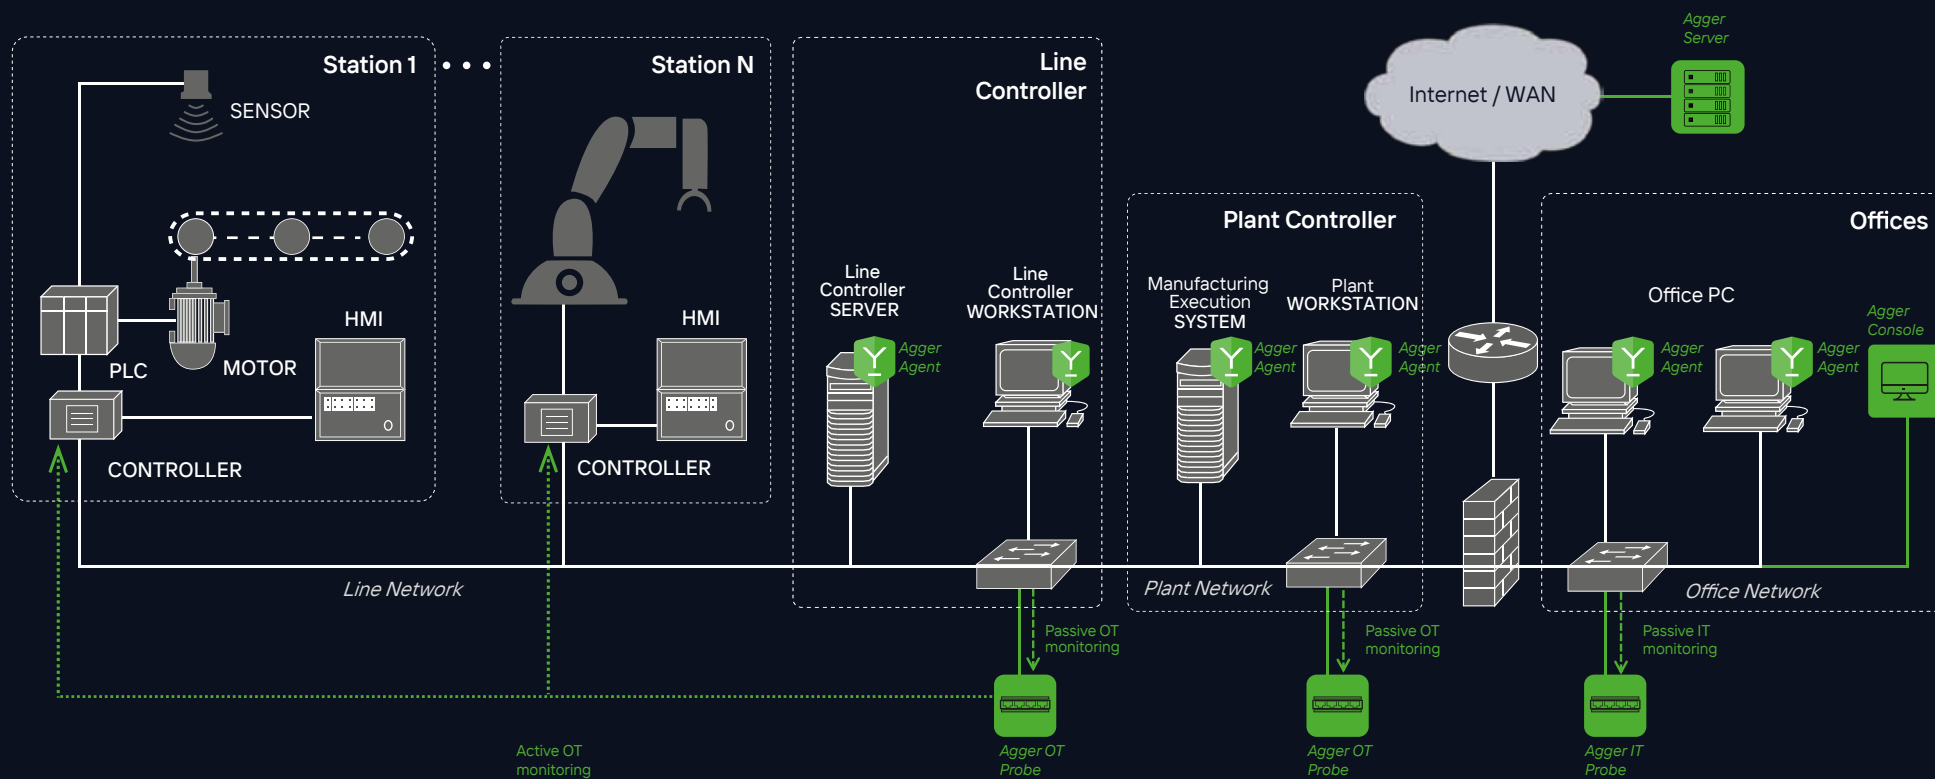 Station 1
SENSOR
HMI
PLC
MOTOR
CONTROLLER
Station N
HMI
CONTROLLER
Line Network
Line
Controller
Line
Controller
SERVER
Agger
Agent
Line
Controller
WORKSTATION
Plant Controller
Manufacturing
Execution
SYSTEM
Agger
Agent
Plant
WORKSTATION
Agger
Agent
Plant Network
Internet / WAN
Agger
Server
Offices
Office PC
Agger
Agent
Agger
Agent
Agger
Console
Office Network
Passive OT
monitoring
Passive OT
monitoring
Passive IT
monitoring
Active OT
monitoring
Agger OT
Probe
Agger OT
Probe
Agger IT
Probe